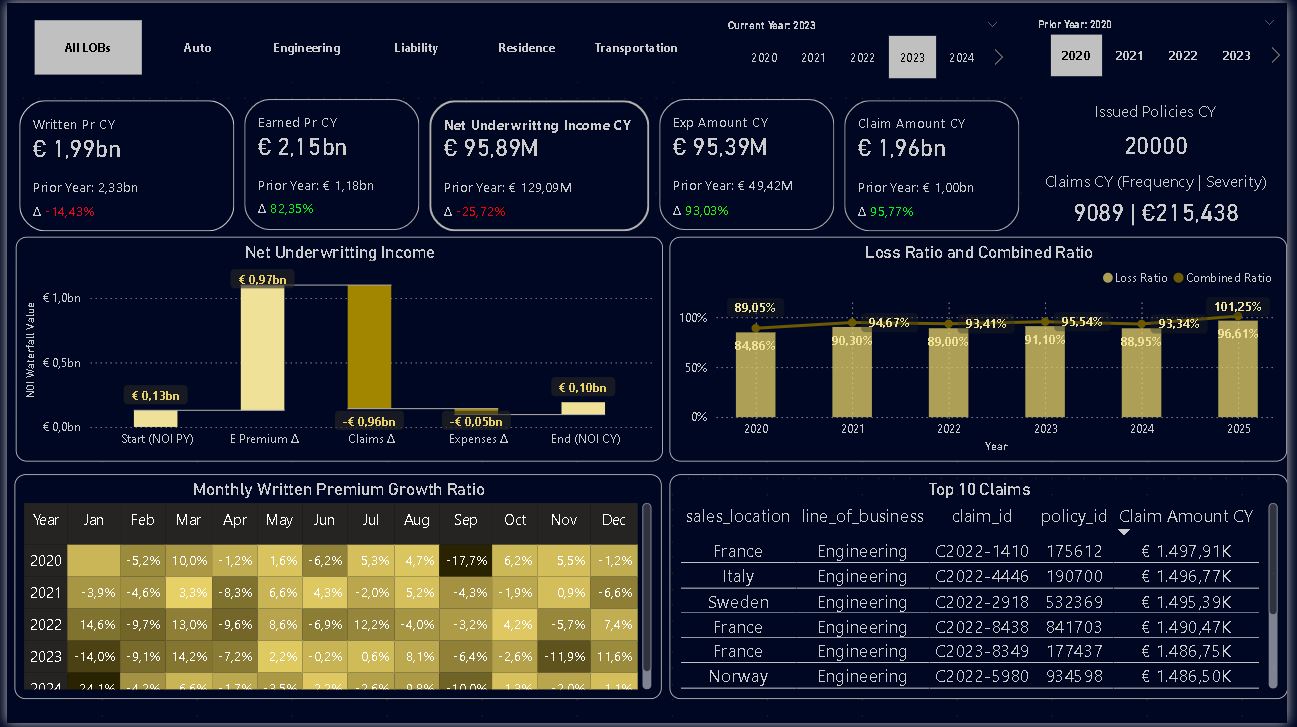 Current Year: 2023
Prior Year: 2020
All LOBs Auto Engineering Liability Residence Transportation
2020 2021 2022 2023 2024
2020 2021 2022 2023
Written Pr CY
€ 1,99bn
Prior Year: 2,33bn
Δ -14,43%
Earned Pr CY
€ 2,15bn
Prior Year: € 1,18bn
Δ 82,35%
Net Underwritting Income CY
€ 95,89M
Prior Year: € 129,09M
Δ -25,72%
Exp Amount CY
€ 95,39M
Prior Year: € 49,42M
Δ 93,03%
Claim Amount CY
€ 1,96bn
Prior Year: € 1,00bn
Δ 95,77%
Issued Policies CY
20000
Claims CY (Frequency | Severity)
9089 | €215,438
Net Underwritting Income
NOI Waterfall Value
€ 1,0bn
€ 0,5bn
€ 0,0bn
€ 0,13bn
€ 0,97bn
-€ 0,96bn
-€ 0,05bn
€ 0,10bn
Start (NOI PY) E Premium Δ Claims Δ Expenses Δ End (NOI CY)
Loss Ratio and Combined Ratio
Loss Ratio Combined Ratio
100%
50%
0%
89,05% 94,67% 93,41% 95,54% 93,34% 101,25%
84,86% 90,30% 89,00% 91,10% 88,95% 96,61%
2020 2021 2022 2023 2024 2025
Year
Monthly Written Premium Growth Ratio
Year Jan Feb Mar Apr May Jun Jul Aug Sep Oct Nov Dec
2020 -5,2% 10,0% -1,2% 1,6% -6,2% 5,3% 4,7% -17,7% 6,2% 5,5% -1,2%
2021 -3,9% -4,6% 3,3% -8,3% 6,6% 4,3% -2,0% 5,2% -4,3% -1,9% 0,9% -6,6%
2022 14,6% -9,7% 13,0% -9,6% 8,6% -6,9% 12,2% -4,0% -3,2% 4,2% -5,7% 7,4%
2023 -14,0% -9,1% 14,2% -7,2% 2,2% -0,2% 0,6% 8,1% -6,4% -2,6% -11,9% 11,6%
2024
Top 10 Claims
sales_location line_of_business claim_id policy_id Claim Amount CY
France Engineering C2022-1410 175612 € 1.497,91K
Italy Engineering C2022-4446 190700 € 1.496,77K
Sweden Engineering C2022-2918 532369 € 1.495,39K
France Engineering C2022-8438 841703 € 1.490,47K
France Engineering C2023-8349 177437 € 1.486,75K
Norway Engineering C2022-5980 934598 € 1.486,50K